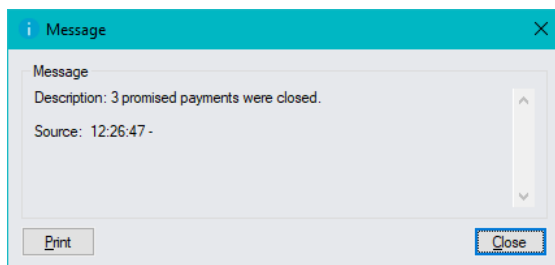 Message
Message
Description: 3 promised payments were closed.
Source: 12:26:47 -
Print
Close